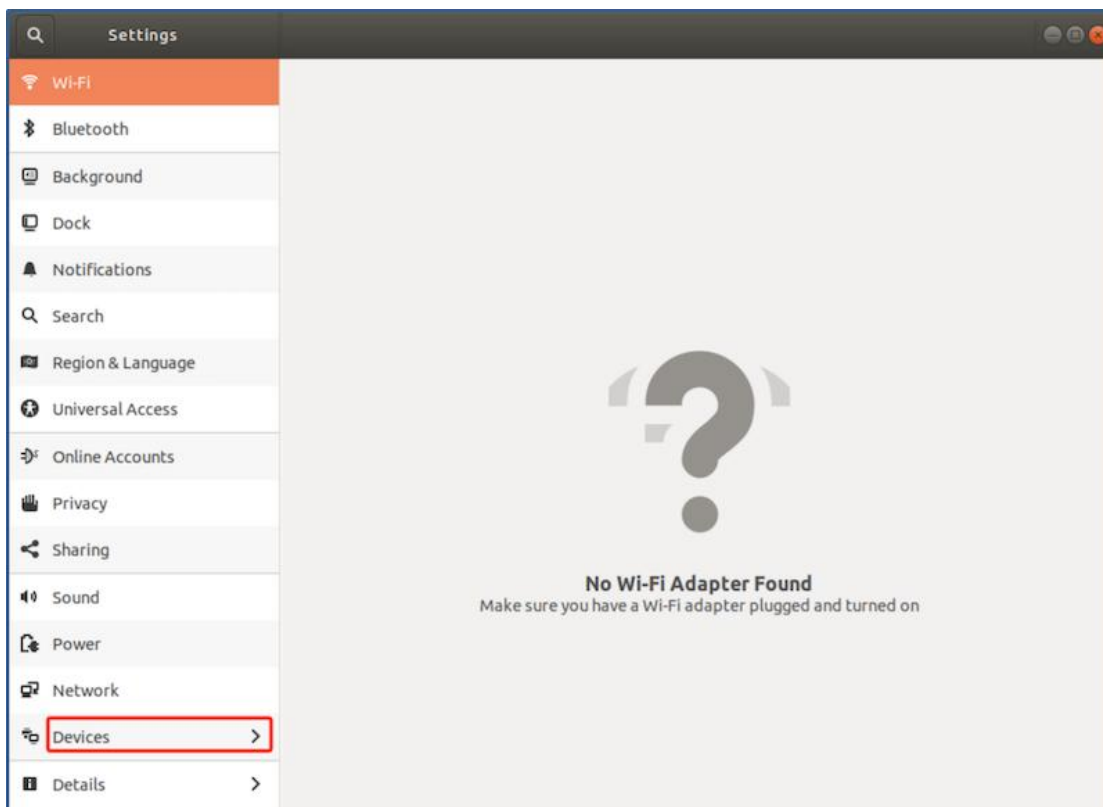 Settings
Wi-Fi
Bluetooth
Background
Dock
Notifications
Search
Region & Language
Universal Access
Online Accounts
Privacy
Sharing
Sound
Power
Network
Devices
Details
No Wi-Fi Adapter Found
Make sure you have a Wi-Fi adapter plugged and turned on